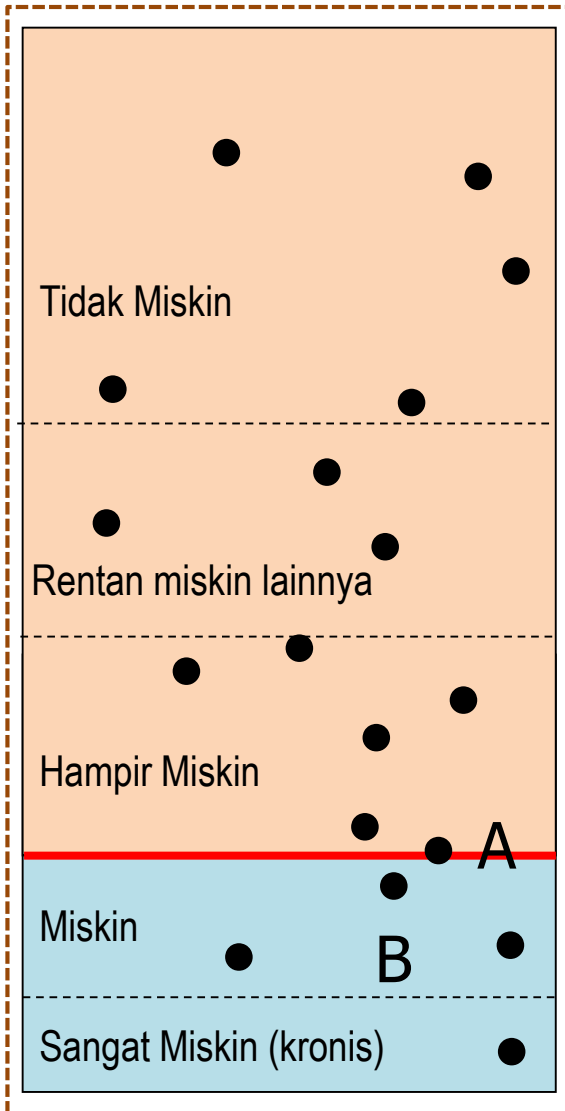 Tidak Miskin
Rentan miskin lainnya
Hampir Miskin
A
Miskin
B
Sangat Miskin (kronis)